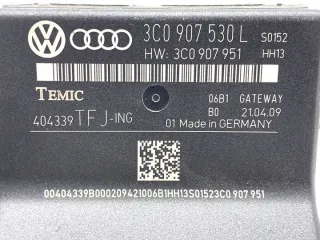 3C0 907 530 L S0152
HW: 3C0 907 951 HH13
TEMIC 06B1 GATEWAY
B0 21.04.09
404339 TFJ-ING 01 Made in GERMANY
00404339B000209421006B1HH13S01523C0 907 951